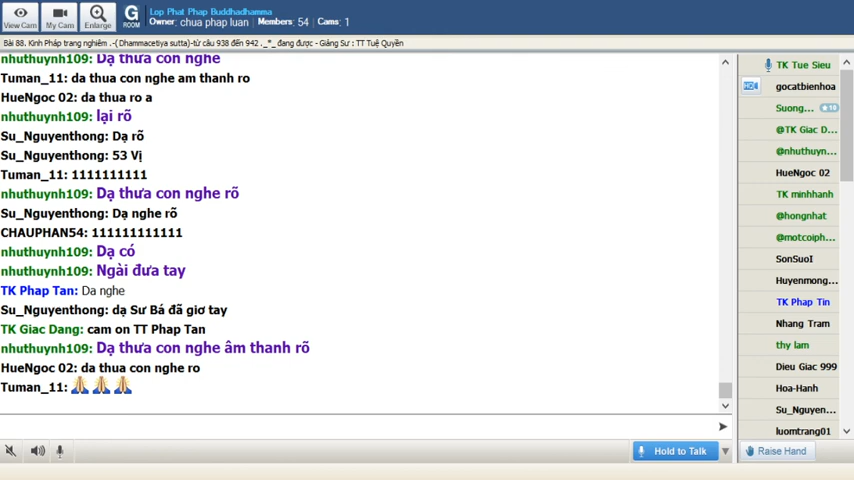 View Cam
My Cam
Enlarge
G
ROOM
Lop Phat Phap Buddhadhamma
Owner: chua phap luan Members: 54 Cams: 1
Bài 88. Kinh Pháp trang nghiêm .-( Dhammacetiya sutta)-từ câu 938 đến 942 ._*_ đang được - Giảng Sư : TT Tuệ Quyền
nhuthuynh109: Dạ thưa con nghe
Tuman_11: da thua con nghe am thanh ro
HueNgoc 02: da thua ro a
nhuthuynh109: lại rõ
Su_Nguyenthong: Dạ rõ
Su_Nguyenthong: 53 Vị
Tuman_11: 1111111111
nhuthuynh109: Dạ thưa con nghe rõ
Su_Nguyenthong: Dạ nghe rõ
CHAUPHAN54: 111111111111
nhuthuynh109: Dạ có
nhuthuynh109: Ngài đưa tay
TK Phap Tan: Da nghe
Su_Nguyenthong: dạ Sư Bá đã giơ tay
TK Giac Dang: cam on TT Phap Tan
nhuthuynh109: Dạ thưa con nghe âm thanh rõ
HueNgoc 02: da thua con nghe ro
Tuman_11:
Hold to Talk
TK Tue Sieu
HD
gocatbienhoa
Suong... ★10
@TK Giac D...
@nhuthuyn...
HueNgoc 02
TK minhhanh
@hongnhat
@motcoiph...
SonSuoI
Huyenmong...
TK Phap Tin
Nhang Tram
thy lam
Dieu Giac 999
Hoa-Hanh
Su_Nguyen...
luomtrang01
Raise Hand